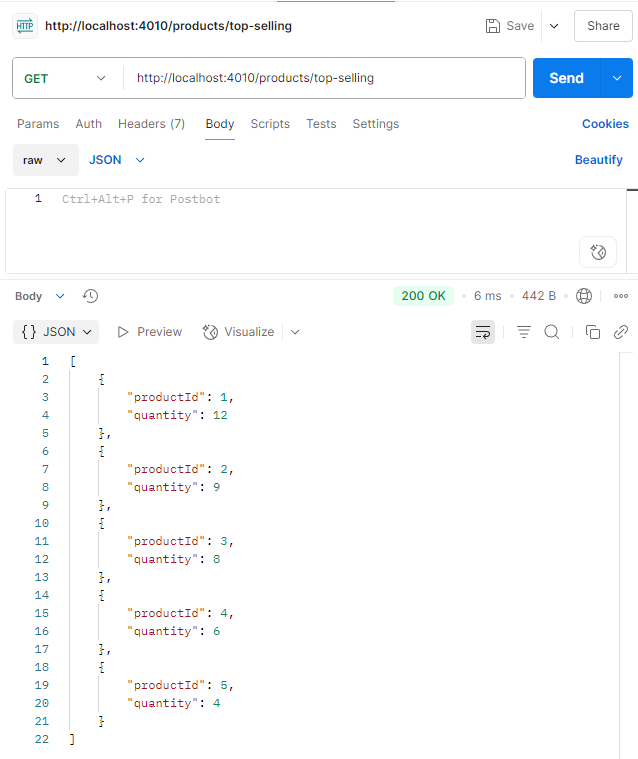 HTTP http://localhost:4010/products/top-selling Save Share
GET http://localhost:4010/products/top-selling Send
Params Auth Headers (7) Body Scripts Tests Settings Cookies
raw JSON Beautify
1 Ctrl+Alt+P for Postbot
Body 200 OK • 6 ms • 442 B •
{} JSON Preview Visualize
1 [
2 {
3 "productId": 1,
4 "quantity": 12
5 },
6 {
7 "productId": 2,
8 "quantity": 9
9 },
10 {
11 "productId": 3,
12 "quantity": 8
13 },
14 {
15 "productId": 4,
16 "quantity": 6
17 },
18 {
19 "productId": 5,
20 "quantity": 4
21 }
22 ]